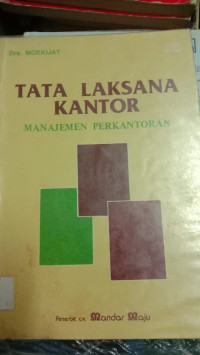 Drs. MOEKIJAT
TATA LAKSANA
KANTOR
MANAJEMEN PERKANTORAN
Penerbit CV. Mandar Maju